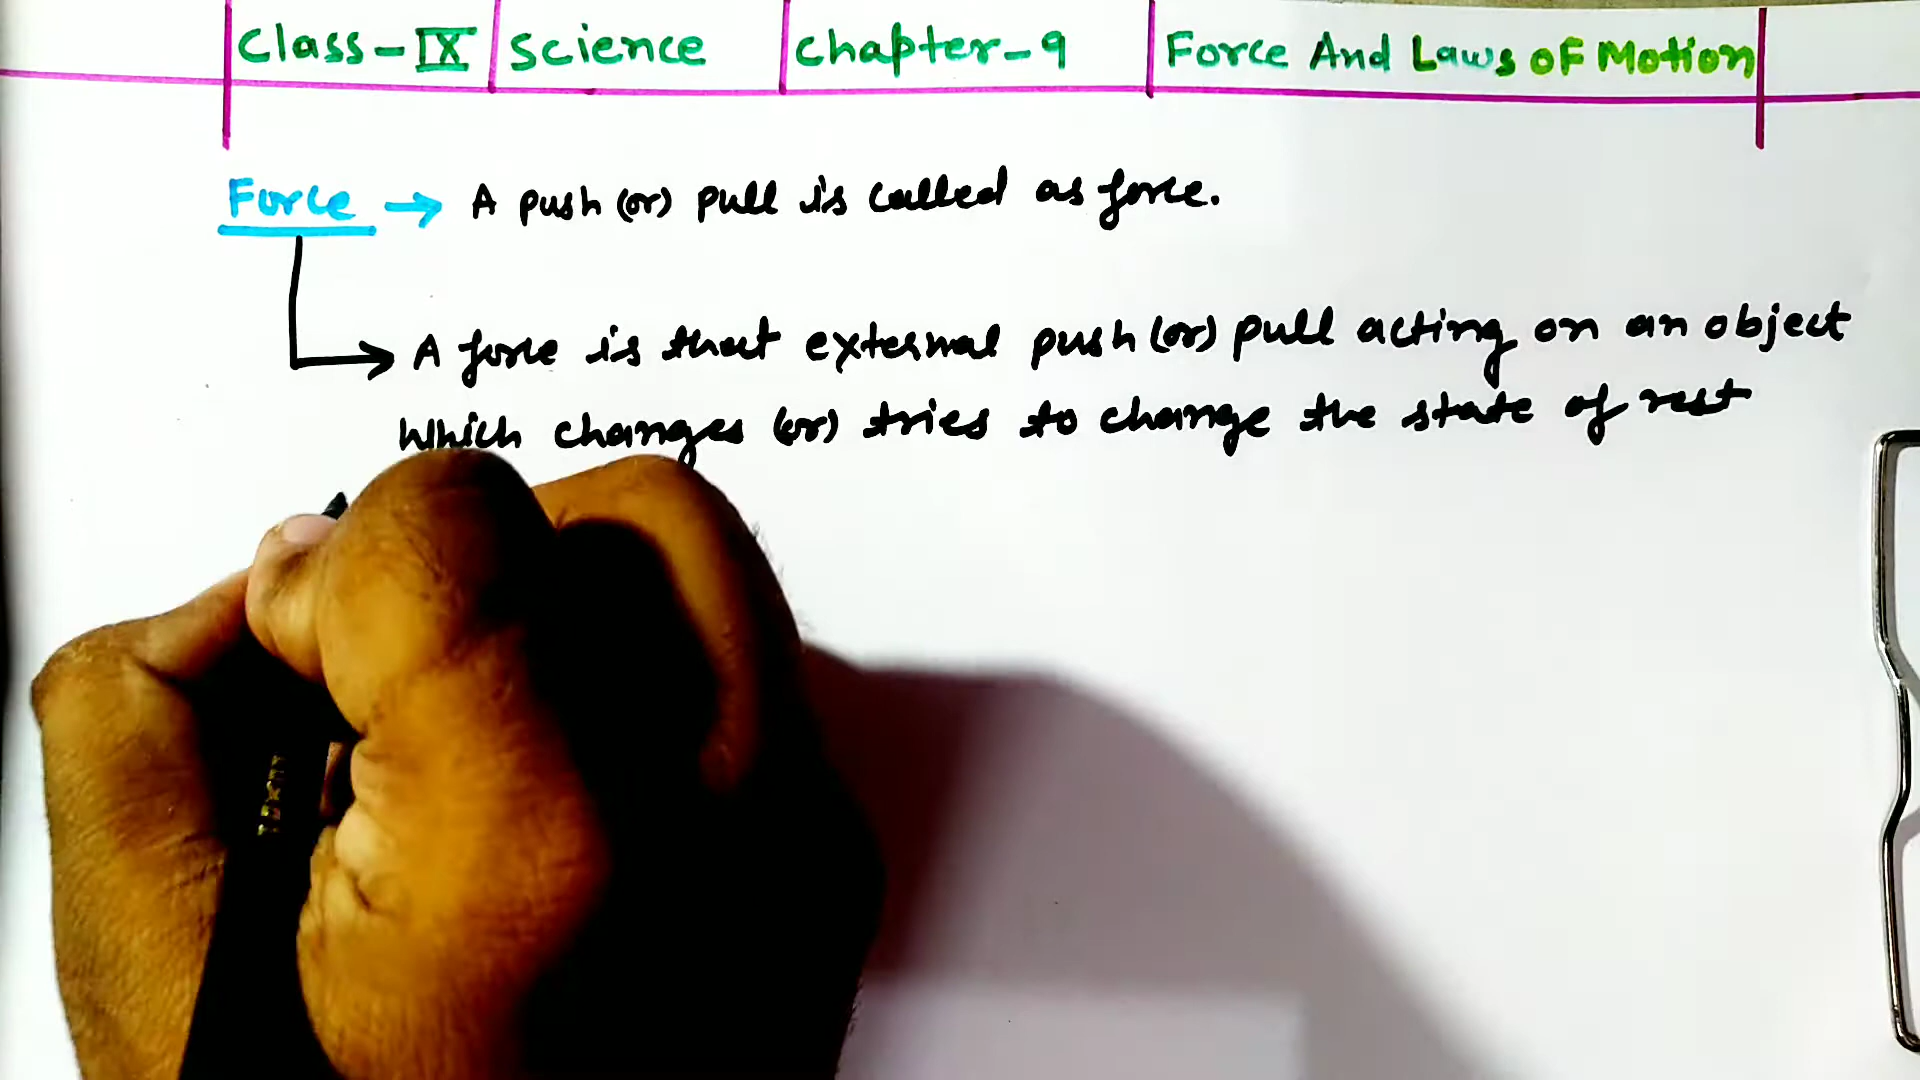 Class-IX Science Chapter-9 Force And Laws of Motion
Force → A push (or) pull is called as force.
→ A force is that external push (or) pull acting on an object
Which changes (or) tries to change the state of rest